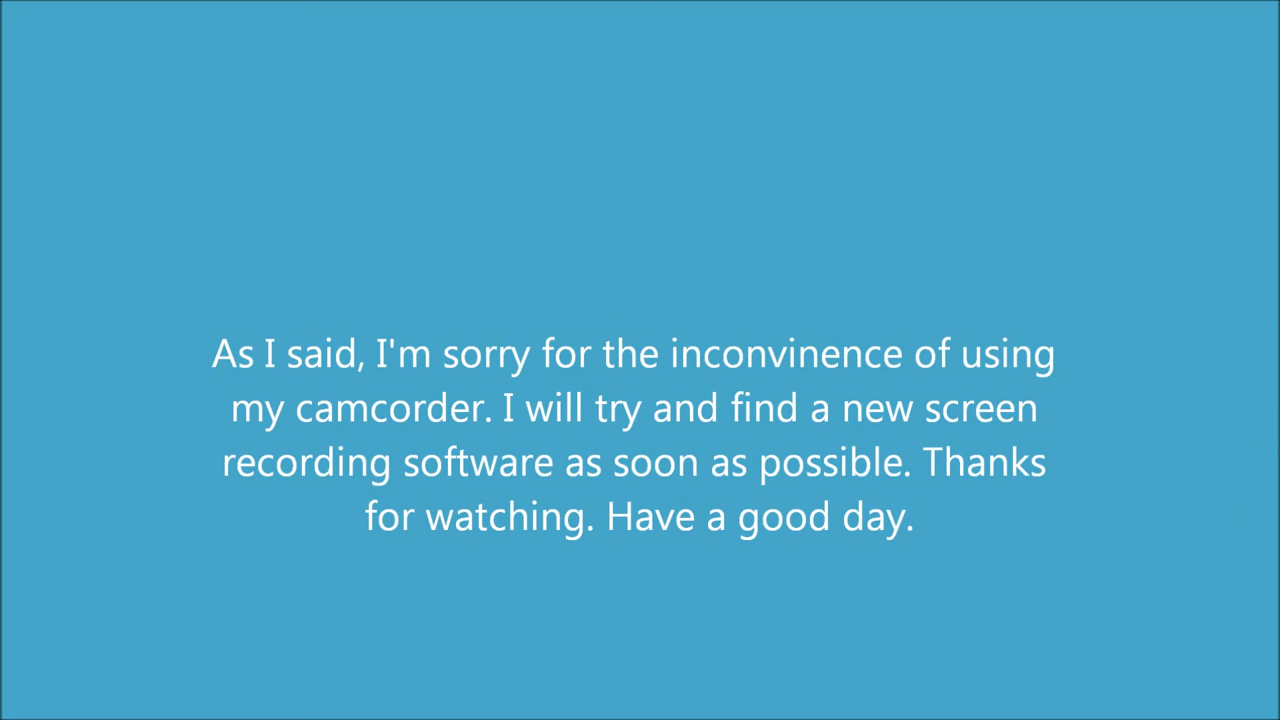 As I said, I'm sorry for the inconvinence of using
my camcorder. I will try and find a new screen
recording software as soon as possible. Thanks
for watching. Have a good day.